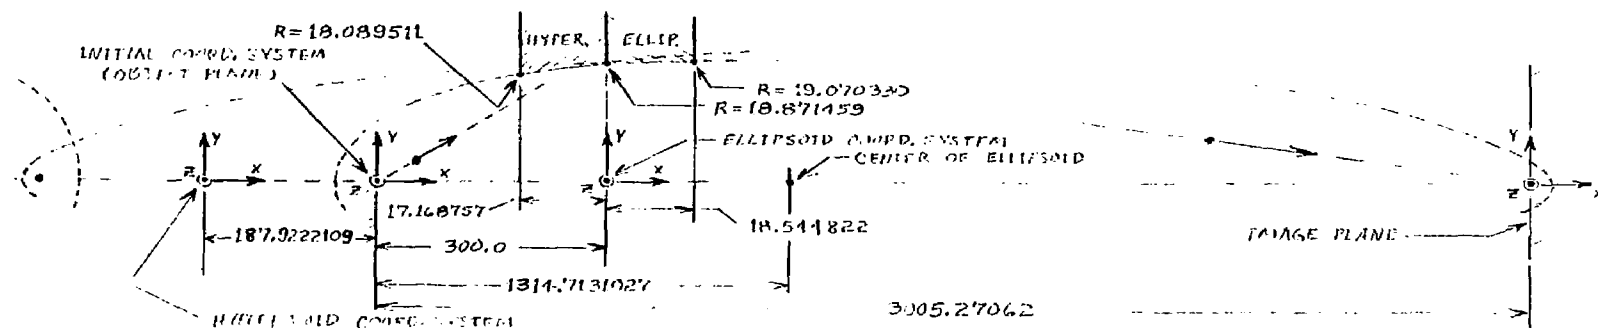 R=18.089511
HYPER. ELLIP.
INITIAL COORD. SYSTEM
(OBJECT PLANE)
R=19.070330
R=18.871459
Y
Y
Y
Y
ELLIPSOID COORD. SYSTEM
CENTER OF ELLIPSOID
Z
X
Z
X
Z
X
Z
17.168757
187.9222109
300.0
18.544822
IMAGE PLANE
1314.7131027
3005.27062
COORD. SYSTEM